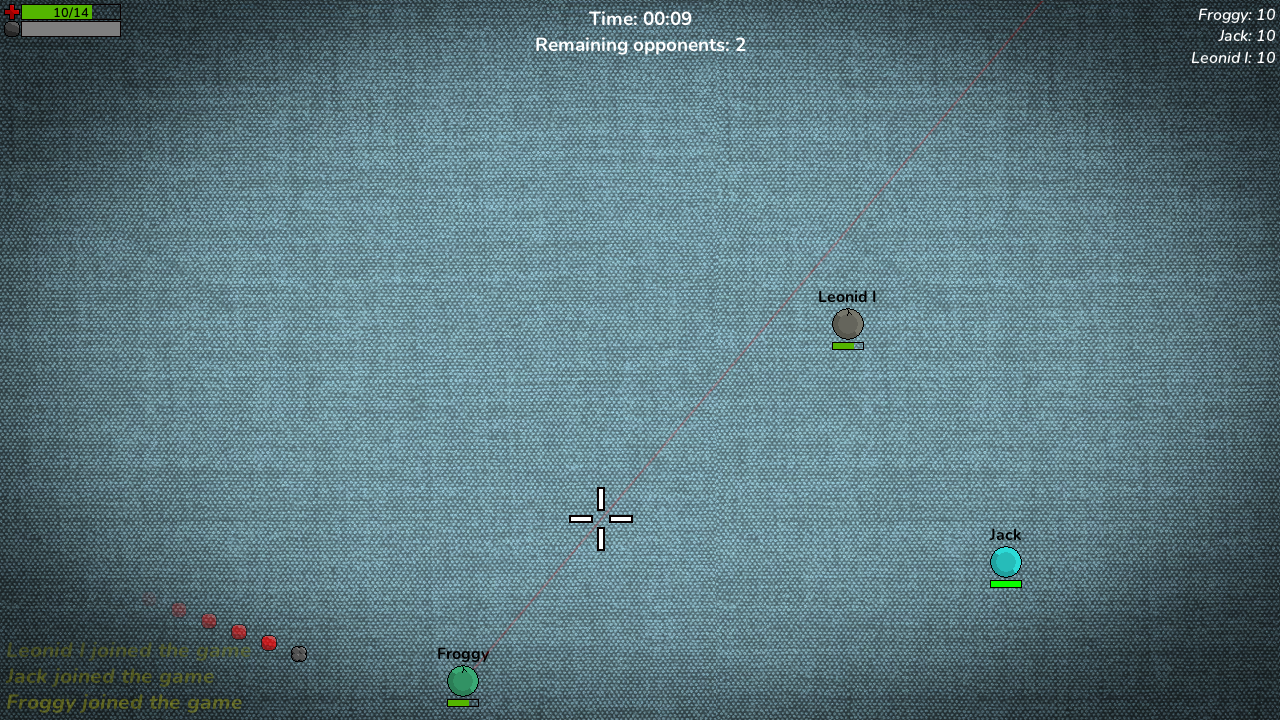 10/14
Time: 00:09
Remaining opponents: 2
Froggy: 10
Jack: 10
Leonid I: 10
Leonid I
Jack
Froggy
Leonid I joined the game
Jack joined the game
Froggy joined the game